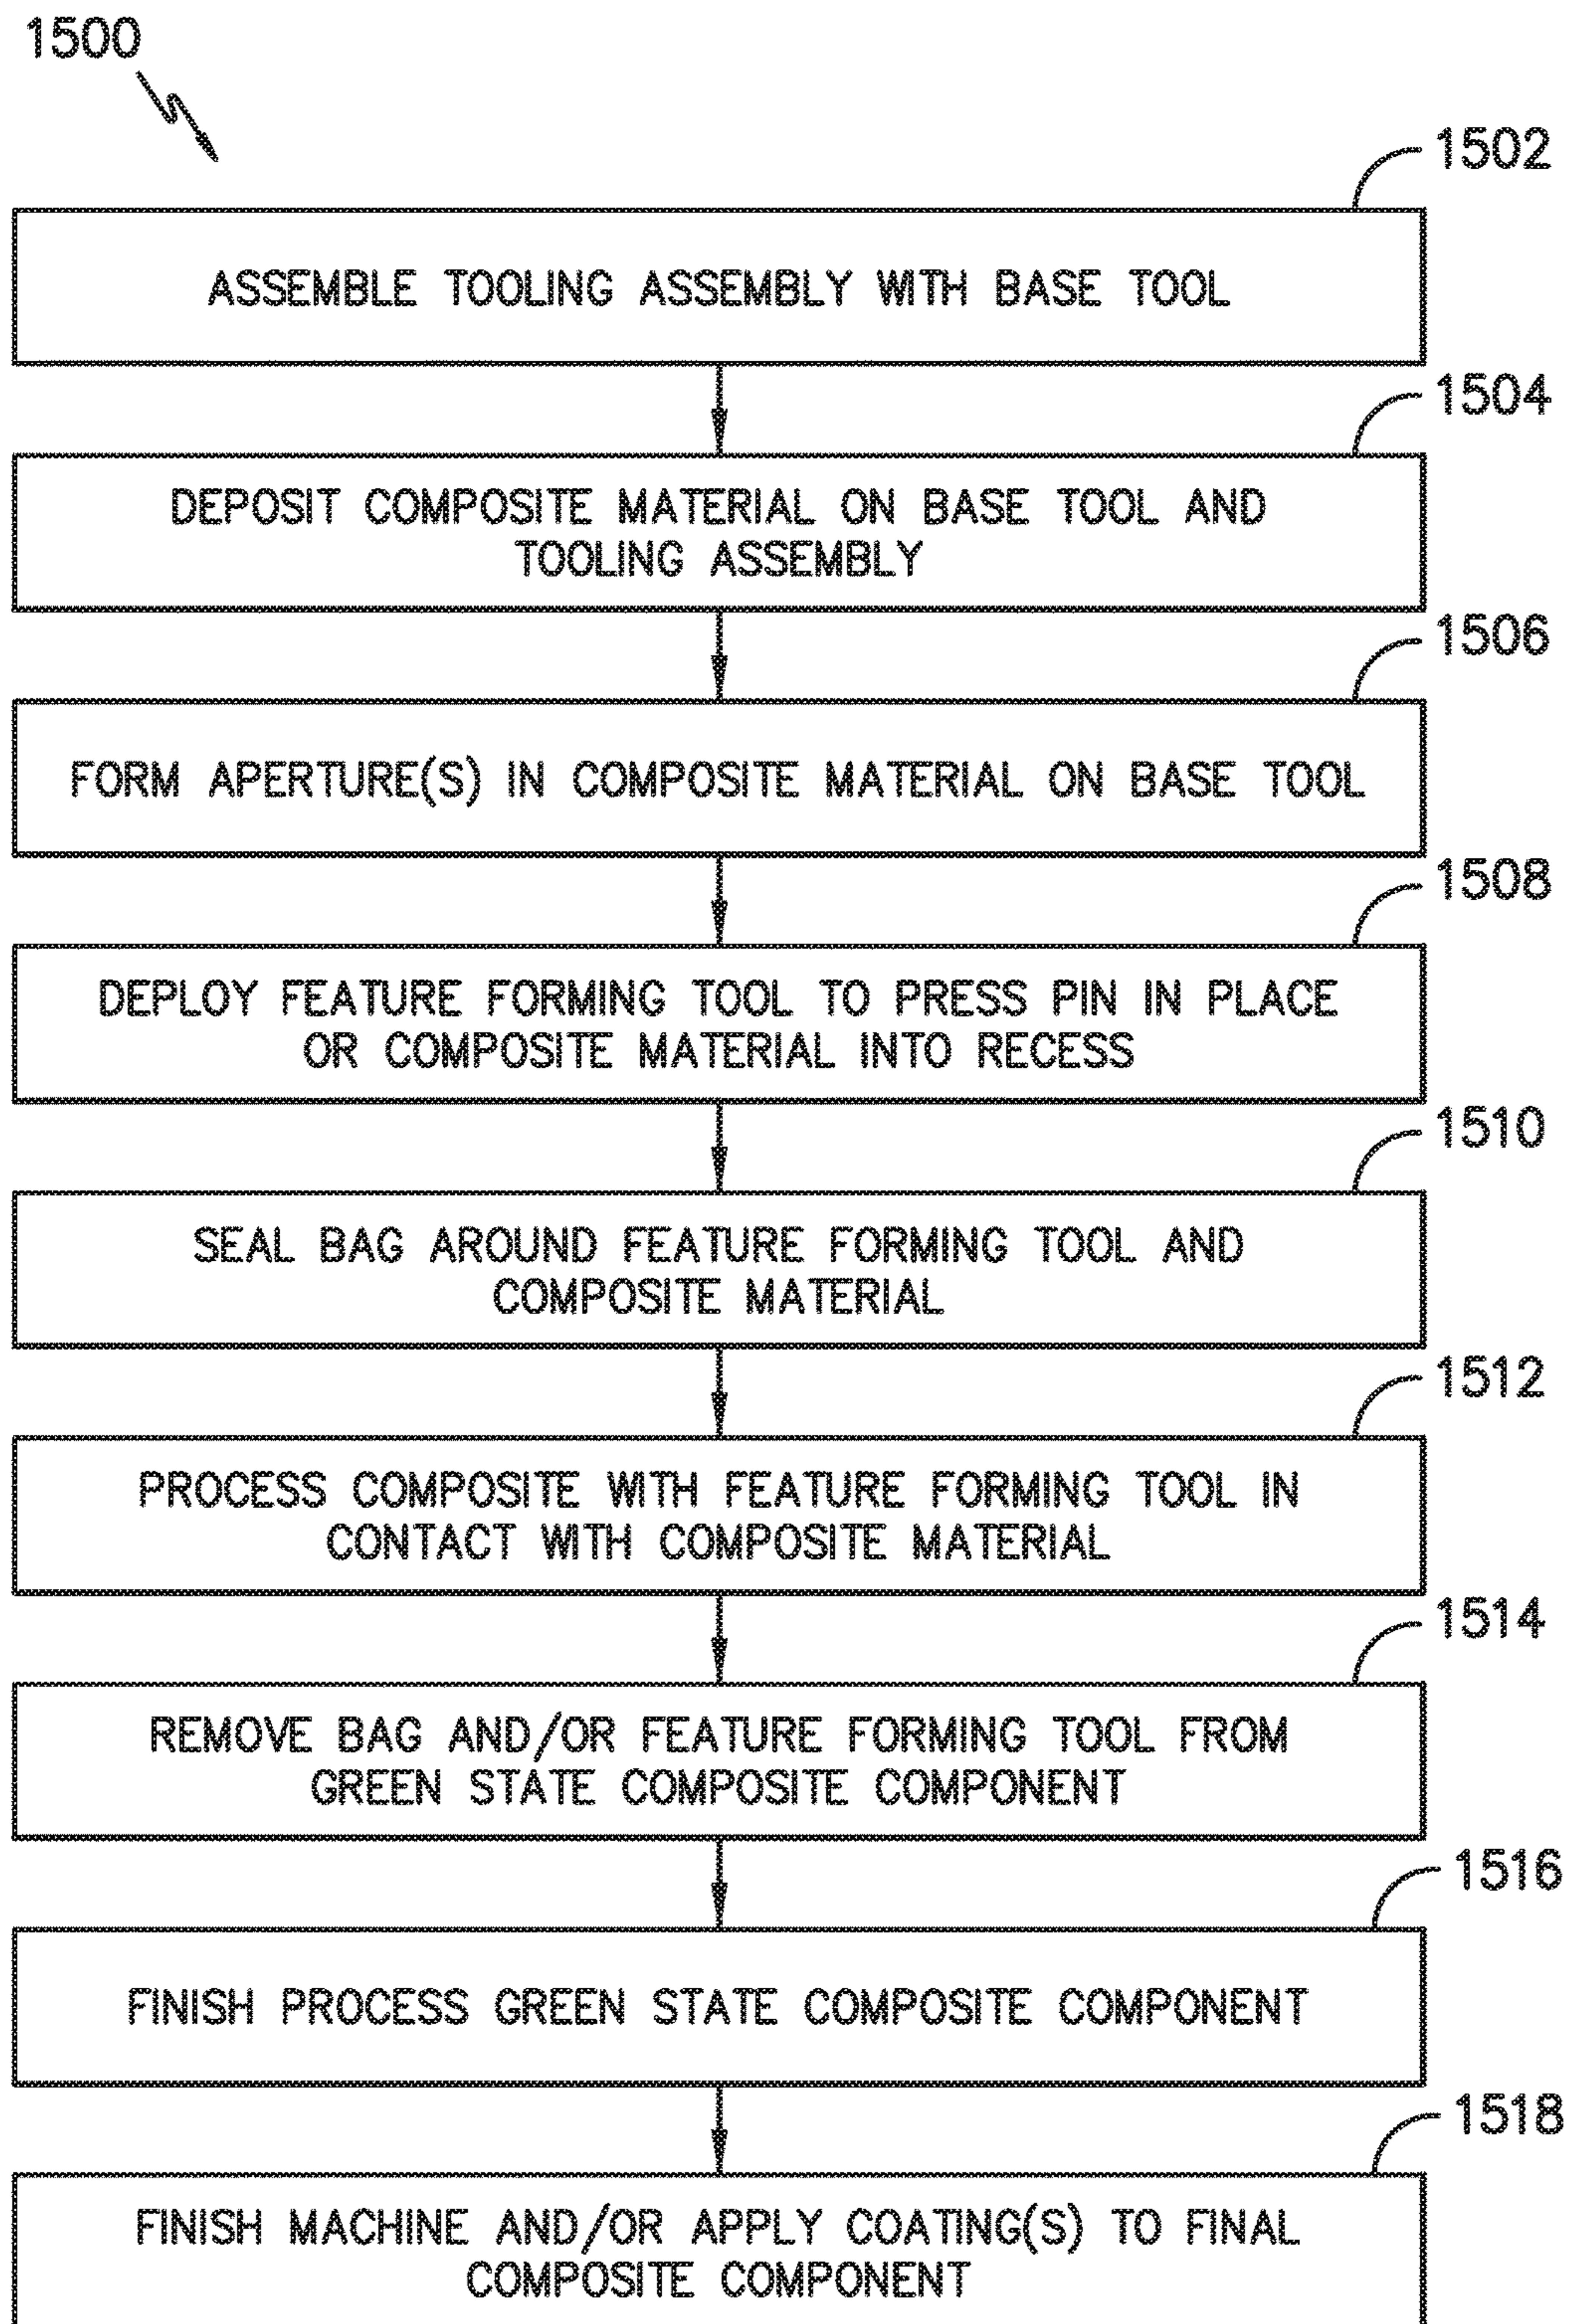 1500
1502
ASSEMBLE TOOLING ASSEMBLY WITH BASE TOOL
1504
DEPOSIT COMPOSITE MATERIAL ON BASE TOOL AND
TOOLING ASSEMBLY
1506
FORM APERTURE(S) IN COMPOSITE MATERIAL ON BASE TOOL
1508
DEPLOY FEATURE FORMING TOOL TO PRESS PIN IN PLACE
OR COMPOSITE MATERIAL INTO RECESS
1510
SEAL BAG AROUND FEATURE FORMING TOOL AND
COMPOSITE MATERIAL
1512
PROCESS COMPOSITE WITH FEATURE FORMING TOOL IN
CONTACT WITH COMPOSITE MATERIAL
1514
REMOVE BAG AND/OR FEATURE FORMING TOOL FROM
GREEN STATE COMPOSITE COMPONENT
1516
FINISH PROCESS GREEN STATE COMPOSITE COMPONENT
1518
FINISH MACHINE AND/OR APPLY COATING(S) TO FINAL
COMPOSITE COMPONENT